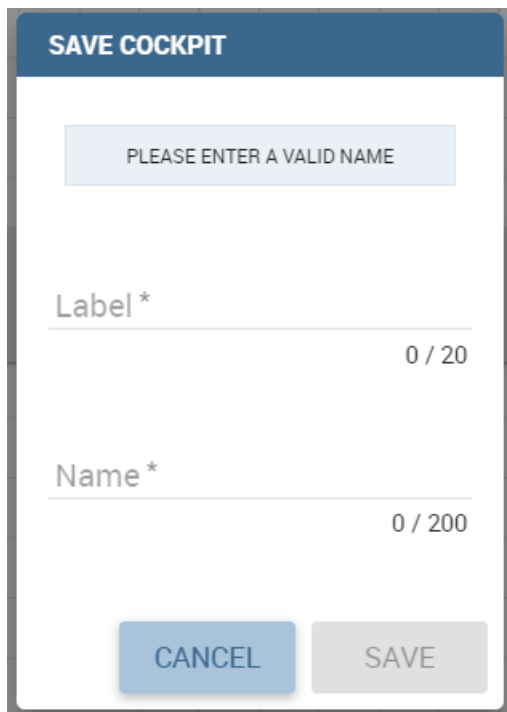 SAVE COCKPIT
PLEASE ENTER A VALID NAME
Label *
0 / 20
Name *
0 / 200
CANCEL SAVE